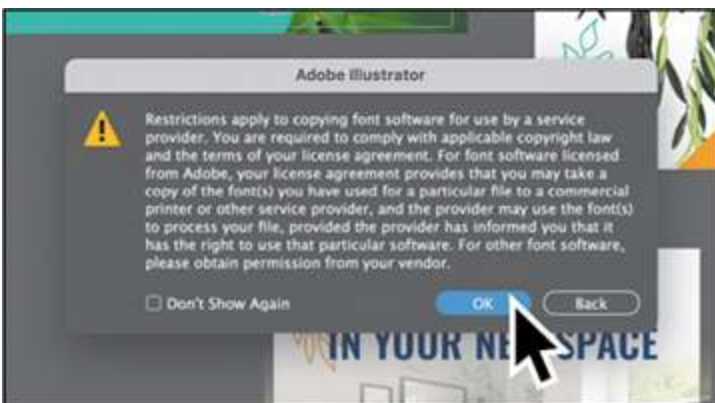 Adobe Illustrator
Restrictions apply to copying font software for use by a service
provider. You are required to comply with applicable copyright law
and the terms of your license agreement. For font software licensed
from Adobe, your license agreement provides that you may take a
copy of the font(s) you have used for a particular file to a commercial
printer or other service provider, and the provider may use the font(s)
to process your file, provided the provider has informed you that it
has the right to use that particular software. For other font software,
please obtain permission from your vendor.
Don't Show Again
OK
Back
IN YOUR NE SPACE